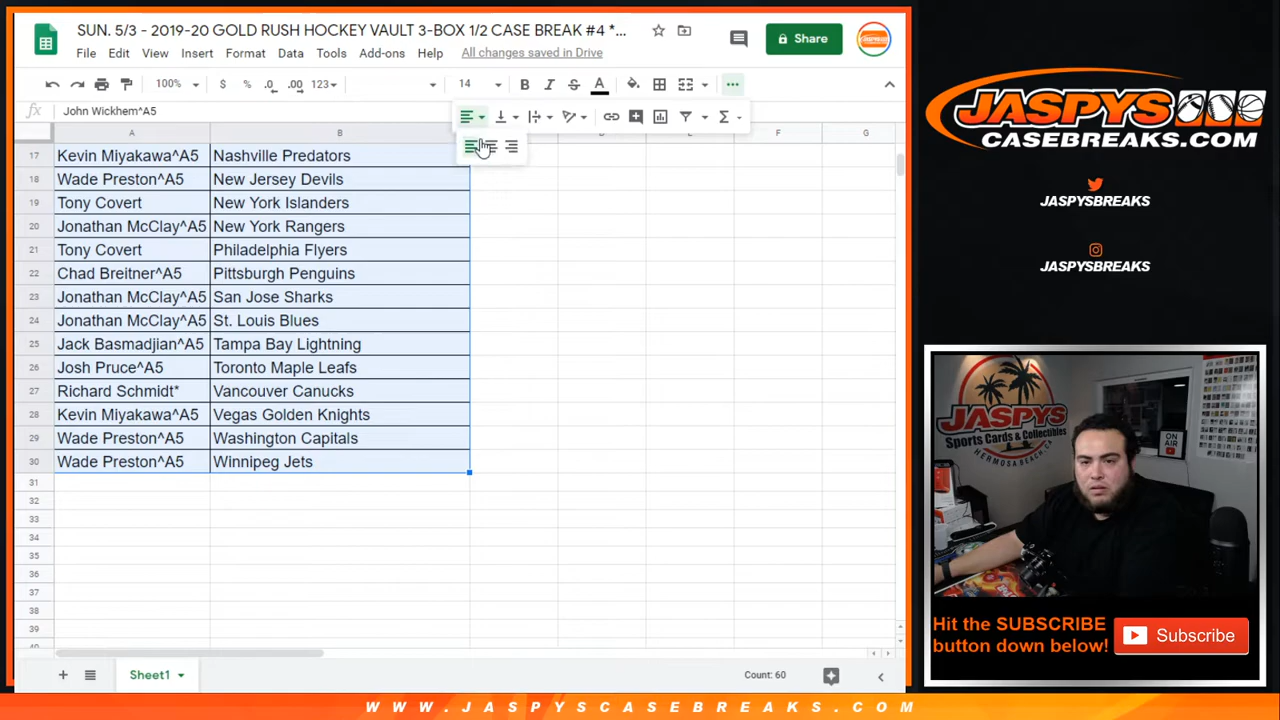 SUN. 5/3 - 2019-20 GOLD RUSH HOCKEY VAULT 3-BOX 1/2 CASE BREAK #4 *...
Share
File Edit View Insert Format Data Tools Add-ons Help All changes saved in Drive
100% $ % .0 .00 123 14 B I S A
fx John Wickhem^A5
A B D E F G
17 Kevin Miyakawa^A5 Nashville Predators
18 Wade Preston^A5 New Jersey Devils
19 Tony Covert New York Islanders
20 Jonathan McClay^A5 New York Rangers
21 Tony Covert Philadelphia Flyers
22 Chad Breitner^A5 Pittsburgh Penguins
23 Jonathan McClay^A5 San Jose Sharks
24 Jonathan McClay^A5 St. Louis Blues
25 Jack Basmadjian^A5 Tampa Bay Lightning
26 Josh Pruce^A5 Toronto Maple Leafs
27 Richard Schmidt* Vancouver Canucks
28 Kevin Miyakawa^A5 Vegas Golden Knights
29 Wade Preston^A5 Washington Capitals
30 Wade Preston^A5 Winnipeg Jets
31
32
33
34
35
36
37
38
39
Sheet1 Count: 60
JASPYS
CASEBREAKS.COM
JASPYSBREAKS
JASPYSBREAKS
JASPYS
Sports Cards & Collectibles
HERMOSA BEACH, CA
ON AIR
Hit the SUBSCRIBE
button down below!
Subscribe
WWW.JASPYSCASEBREAKS.COM